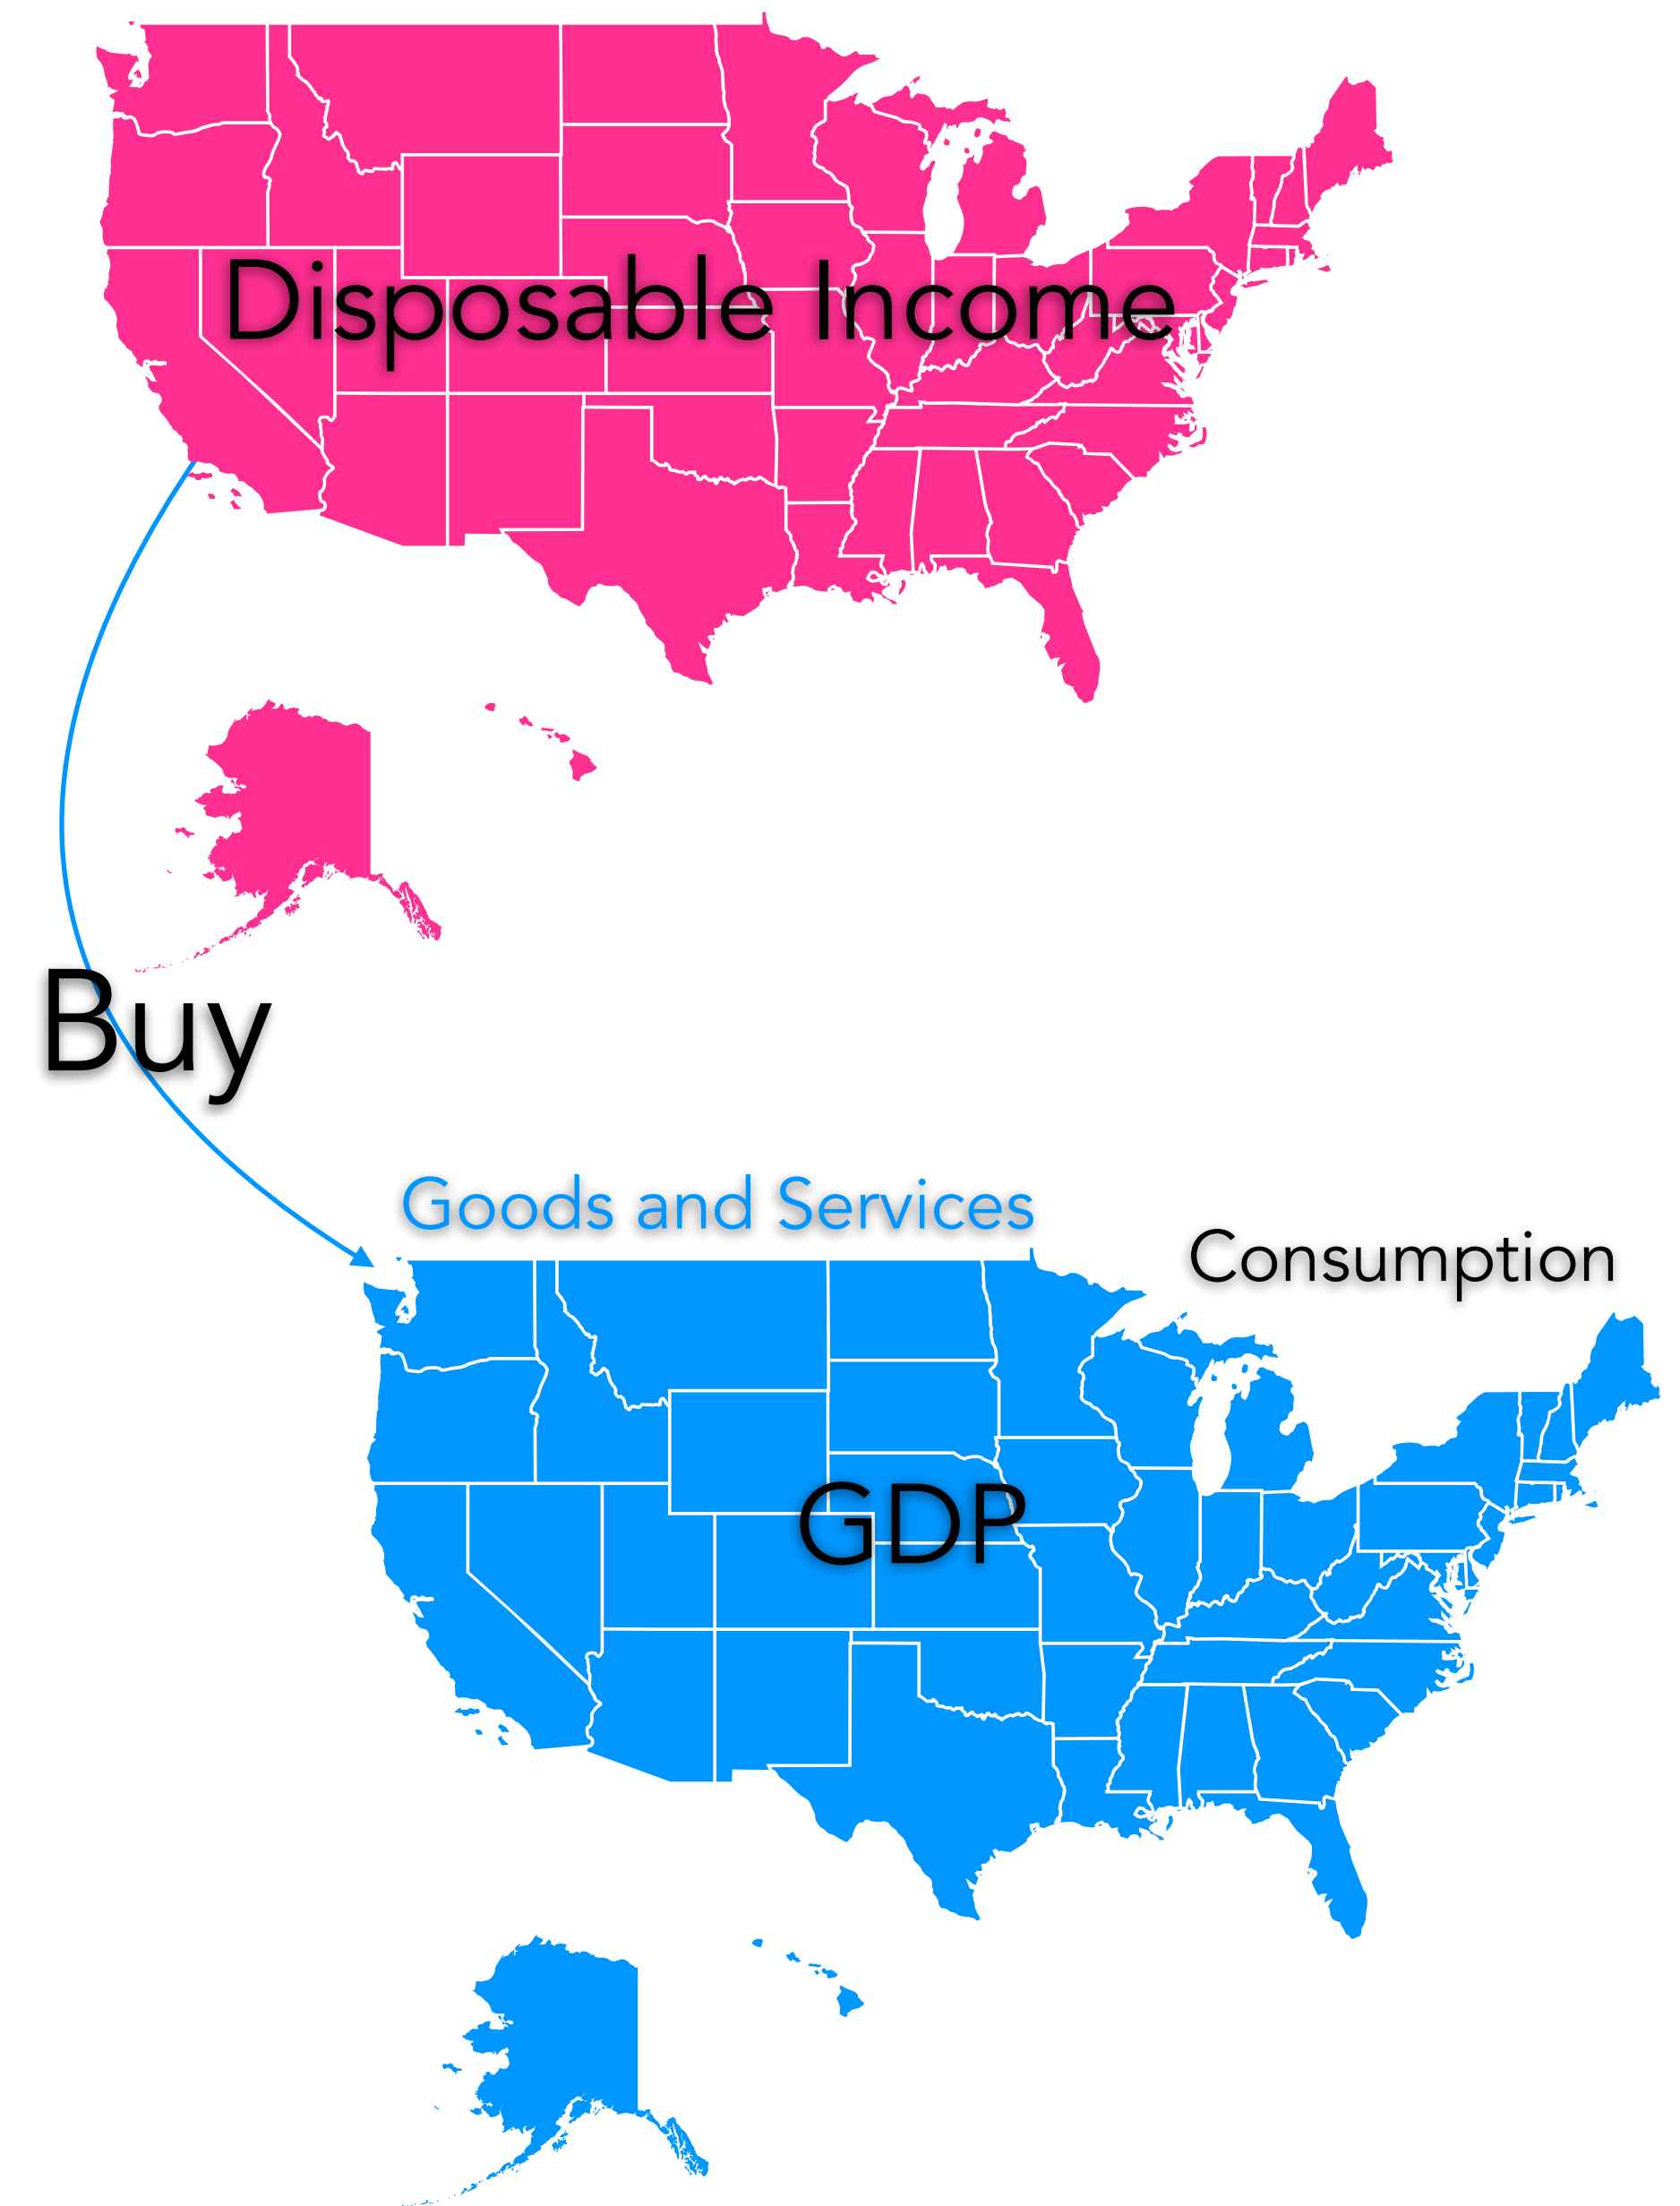 Disposable Income
Buy
Goods and Services
Consumption
GDP